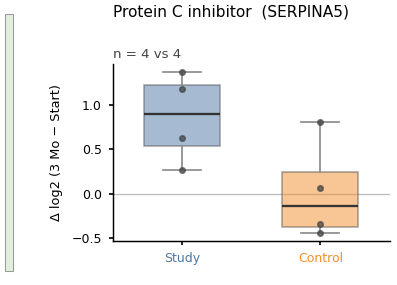 Protein C inhibitor (SERPINA5)
n = 4 vs 4
Δ log2 (3 Mo − Start)
1.0
0.5
0.0
−0.5
Study
Control